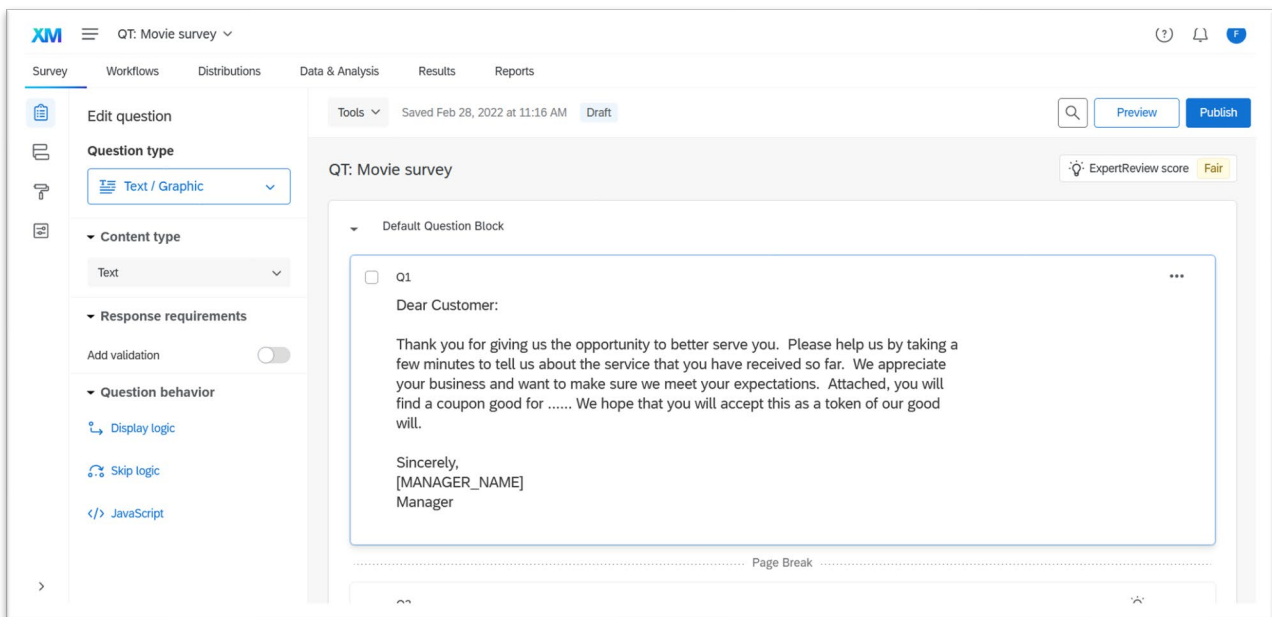 XM
QT: Movie survey
F
Survey Workflows Distributions Data & Analysis Results Reports
Edit question
Question type
Text / Graphic
Content type
Text
Response requirements
Add validation
Question behavior
Display logic
Skip logic
</> JavaScript
Tools Saved Feb 28, 2022 at 11:16 AM Draft
Preview Publish
QT: Movie survey
ExpertReview score Fair
Default Question Block
Q1
Dear Customer:
Thank you for giving us the opportunity to better serve you. Please help us by taking a
few minutes to tell us about the service that you have received so far. We appreciate
your business and want to make sure we meet your expectations. Attached, you will
find a coupon good for ...... We hope that you will accept this as a token of our good
will.
Sincerely,
[MANAGER_NAME]
Manager
Page Break